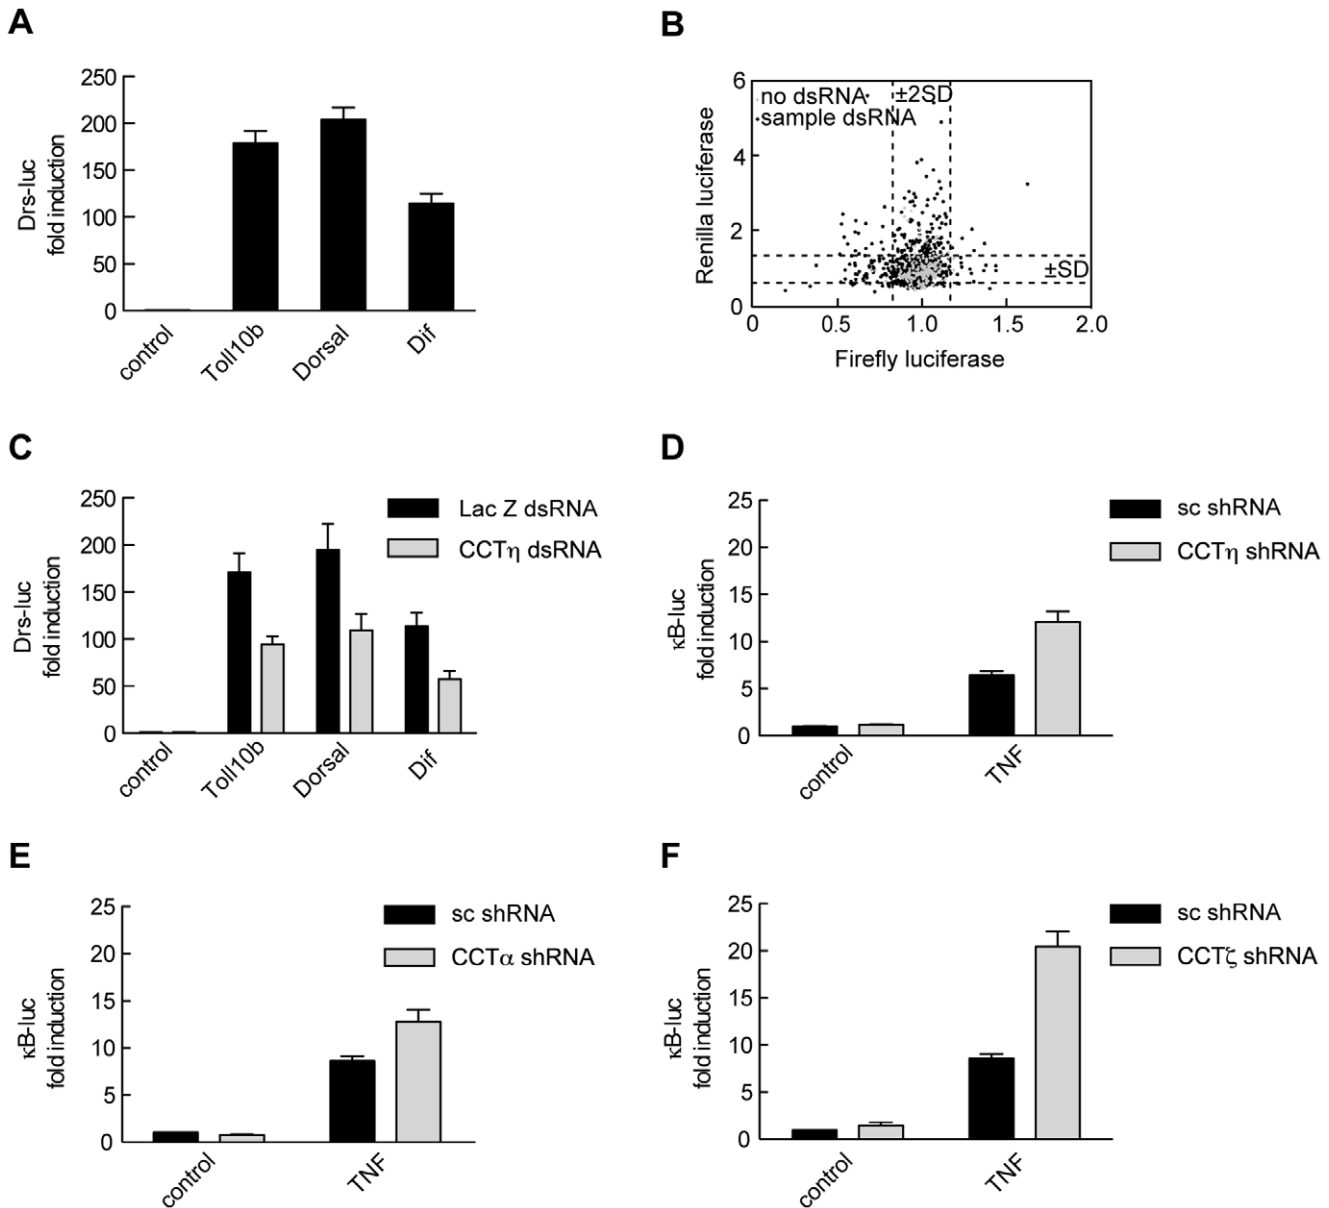 A
250
200
150
100
50
0
Drs-luc
fold induction
control
Toll10b
Dorsal
Dif
B
6
4
2
0
Renilla luciferase
no dsRNA
sample dsRNA
±2SD
±SD
0
0.5
1.0
1.5
2.0
Firefly luciferase
C
250
200
150
100
50
0
Drs-luc
fold induction
Lac Z dsRNA
CCTη dsRNA
control
Toll10b
Dorsal
Dif
D
25
20
15
10
5
0
κB-luc
fold induction
sc shRNA
CCTη shRNA
control
TNF
E
25
20
15
10
5
0
κB-luc
fold induction
sc shRNA
CCTα shRNA
control
TNF
F
25
20
15
10
5
0
κB-luc
fold induction
sc shRNA
CCTζ shRNA
control
TNF